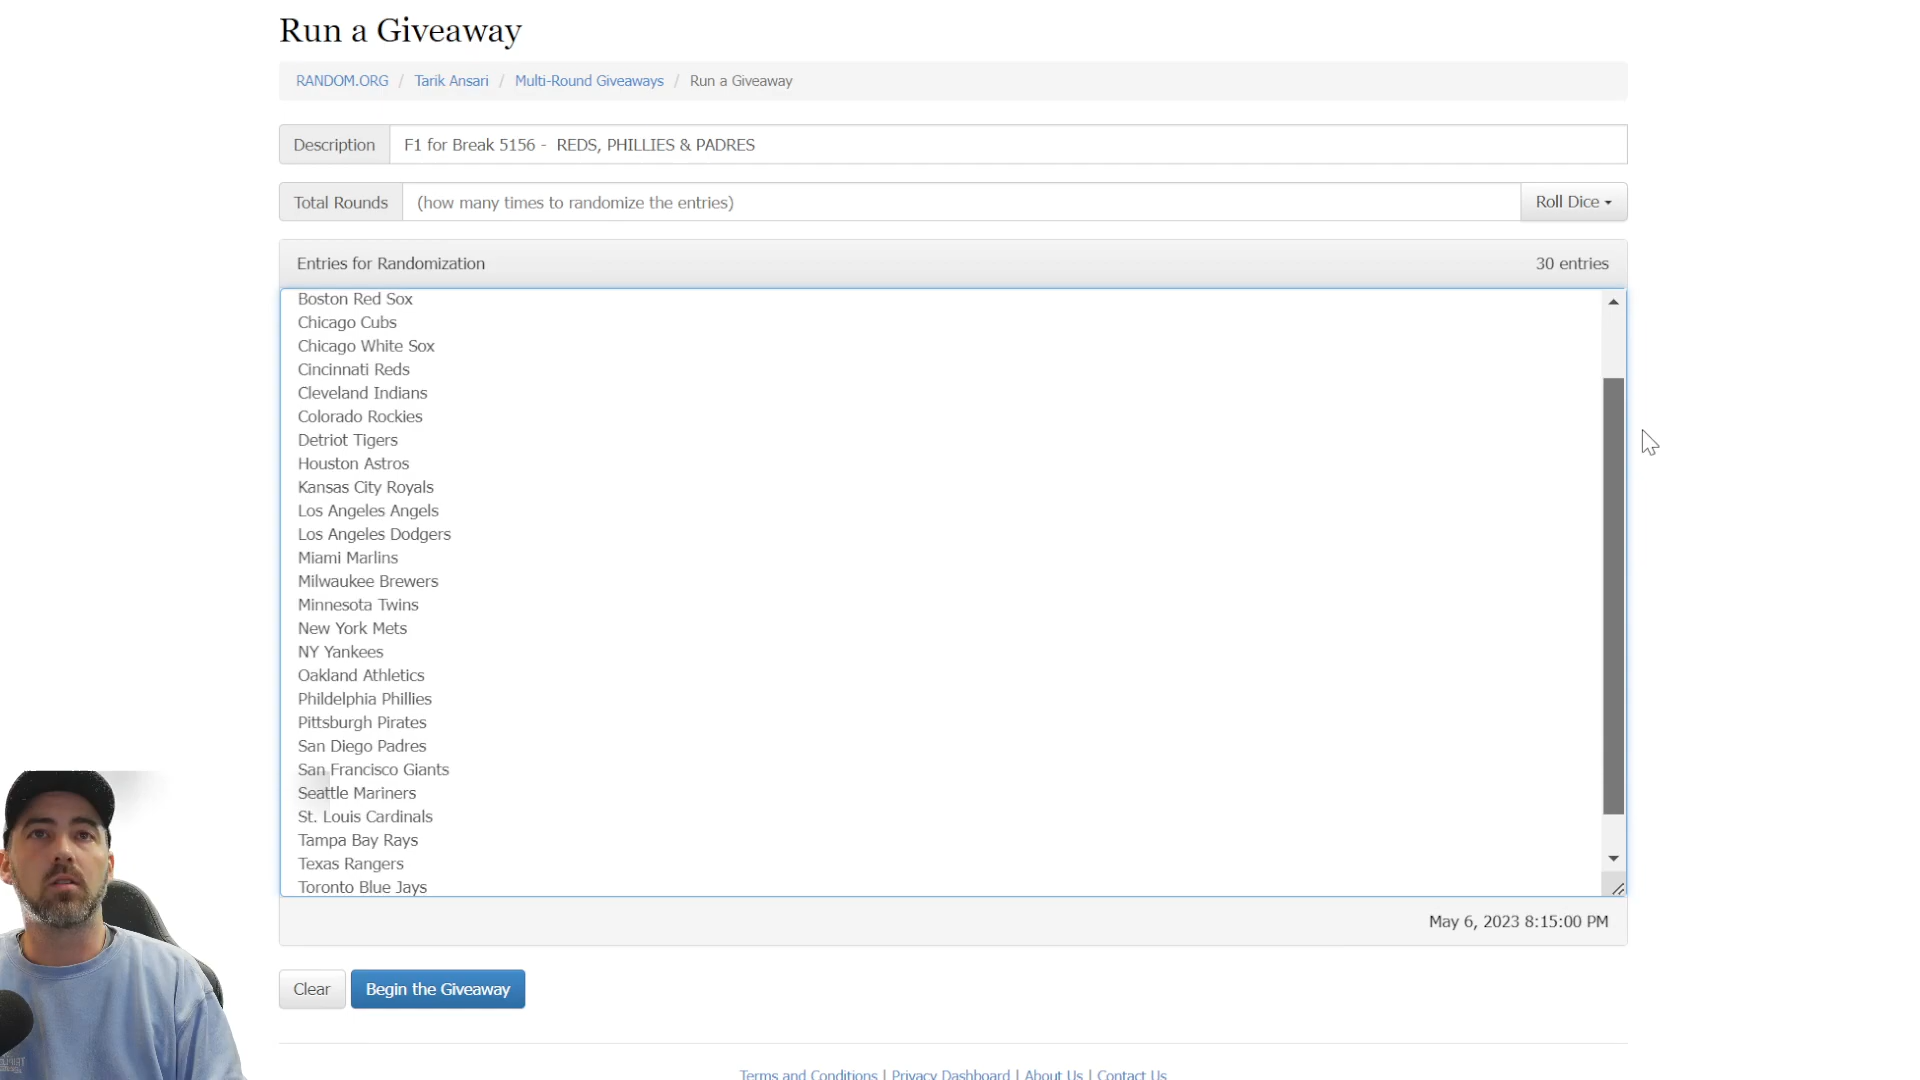 Run a Giveaway
RANDOM.ORG / Tarik Ansari / Multi-Round Giveaways / Run a Giveaway
Description F1 for Break 5156 - REDS, PHILLIES & PADRES
Total Rounds (how many times to randomize the entries) Roll Dice
Entries for Randomization 30 entries
Boston Red Sox
Chicago Cubs
Chicago White Sox
Cincinnati Reds
Cleveland Indians
Colorado Rockies
Detriot Tigers
Houston Astros
Kansas City Royals
Los Angeles Angels
Los Angeles Dodgers
Miami Marlins
Milwaukee Brewers
Minnesota Twins
New York Mets
NY Yankees
Oakland Athletics
Phildelphia Phillies
Pittsburgh Pirates
San Diego Padres
San Francisco Giants
Seattle Mariners
St. Louis Cardinals
Tampa Bay Rays
Texas Rangers
Toronto Blue Jays
May 6, 2023 8:15:00 PM
Clear Begin the Giveaway
Terms and Conditions | Privacy Dashboard | About Us | Contact Us